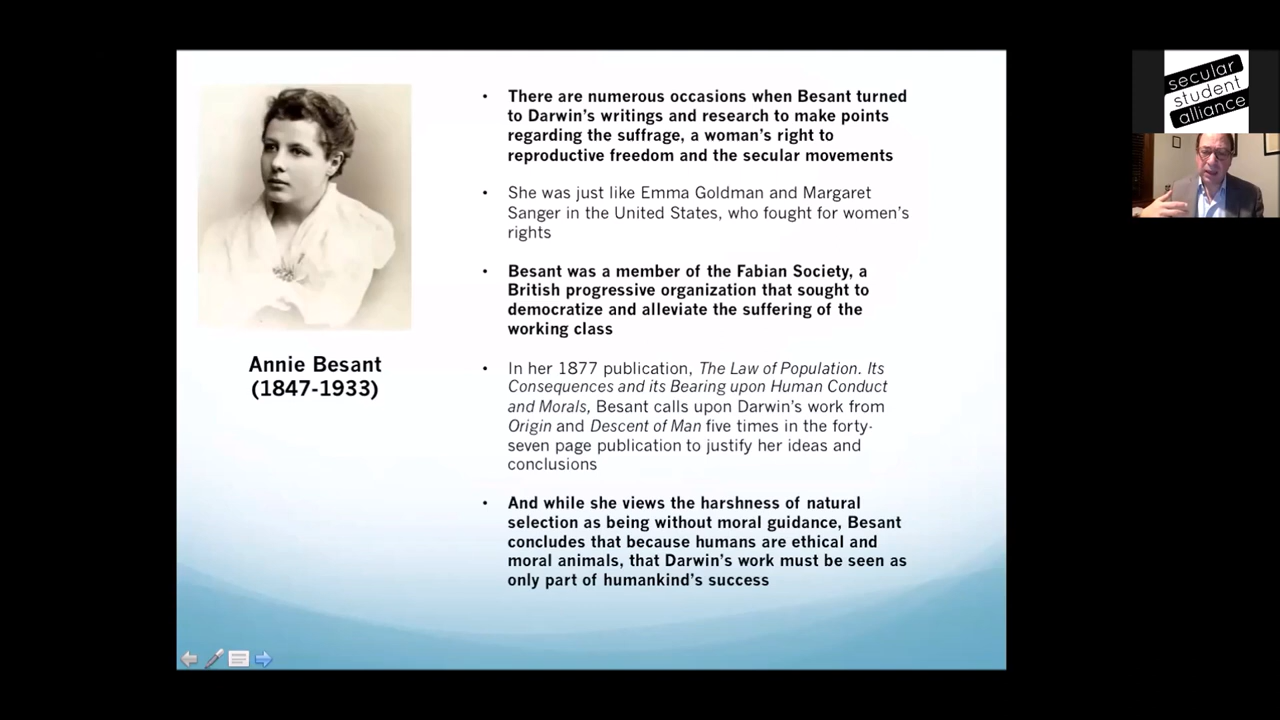 There are numerous occasions when Besant turned
to Darwin's writings and research to make points
regarding the suffrage, a woman's right to
reproductive freedom and the secular movements
She was just like Emma Goldman and Margaret
Sanger in the United States, who fought for women's
rights
Besant was a member of the Fabian Society, a
British progressive organization that sought to
democratize and alleviate the suffering of the
working class
In her 1877 publication, The Law of Population. Its
Consequences and its Bearing upon Human Conduct
and Morals, Besant calls upon Darwin's work from
Origin and Descent of Man five times in the forty-
seven page publication to justify her ideas and
conclusions
And while she views the harshness of natural
selection as being without moral guidance, Besant
concludes that because humans are ethical and
moral animals, that Darwin's work must be seen as
only part of humankind's success
Annie Besant
(1847-1933)
secular
student
alliance